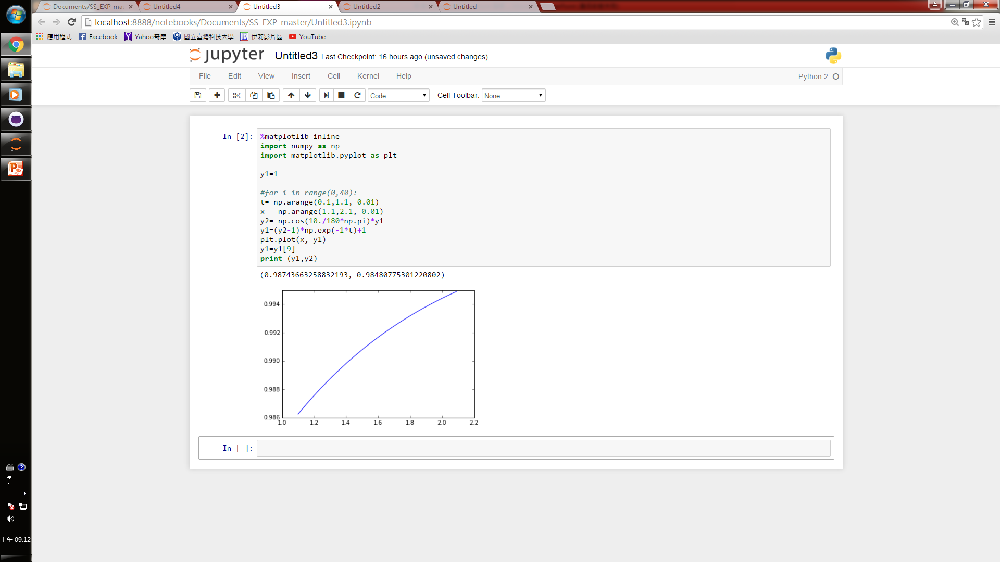 Documents/SS_EXP-mas
Untitled4
Untitled3
Untitled2
Untitled
localhost:8888/notebooks/Documents/SS_EXP-master/Untitled3.ipynb
應用程式 Facebook Yahoo奇摩 國立臺灣科技大學 伊莉影片區 YouTube
jupyter Untitled3 Last Checkpoint: 16 hours ago (unsaved changes)
File Edit View Insert Cell Kernel Help Python 2
Code Cell Toolbar: None
In [2]: %matplotlib inline
import numpy as np
import matplotlib.pyplot as plt
y1=1
#for i in range(0,40):
t= np.arange(0.1,1.1, 0.01)
x = np.arange(1.1,2.1, 0.01)
y2= np.cos(10./180*np.pi)*y1
y1=(y2-1)*np.exp(-1*t)+1
plt.plot(x, y1)
y1=y1[9]
print (y1,y2)
(0.98743663258832193, 0.98480775301220802)
0.994
0.992
0.990
0.988
0.986
1.0 1.2 1.4 1.6 1.8 2.0 2.2
In [ ]:
上午 09:12